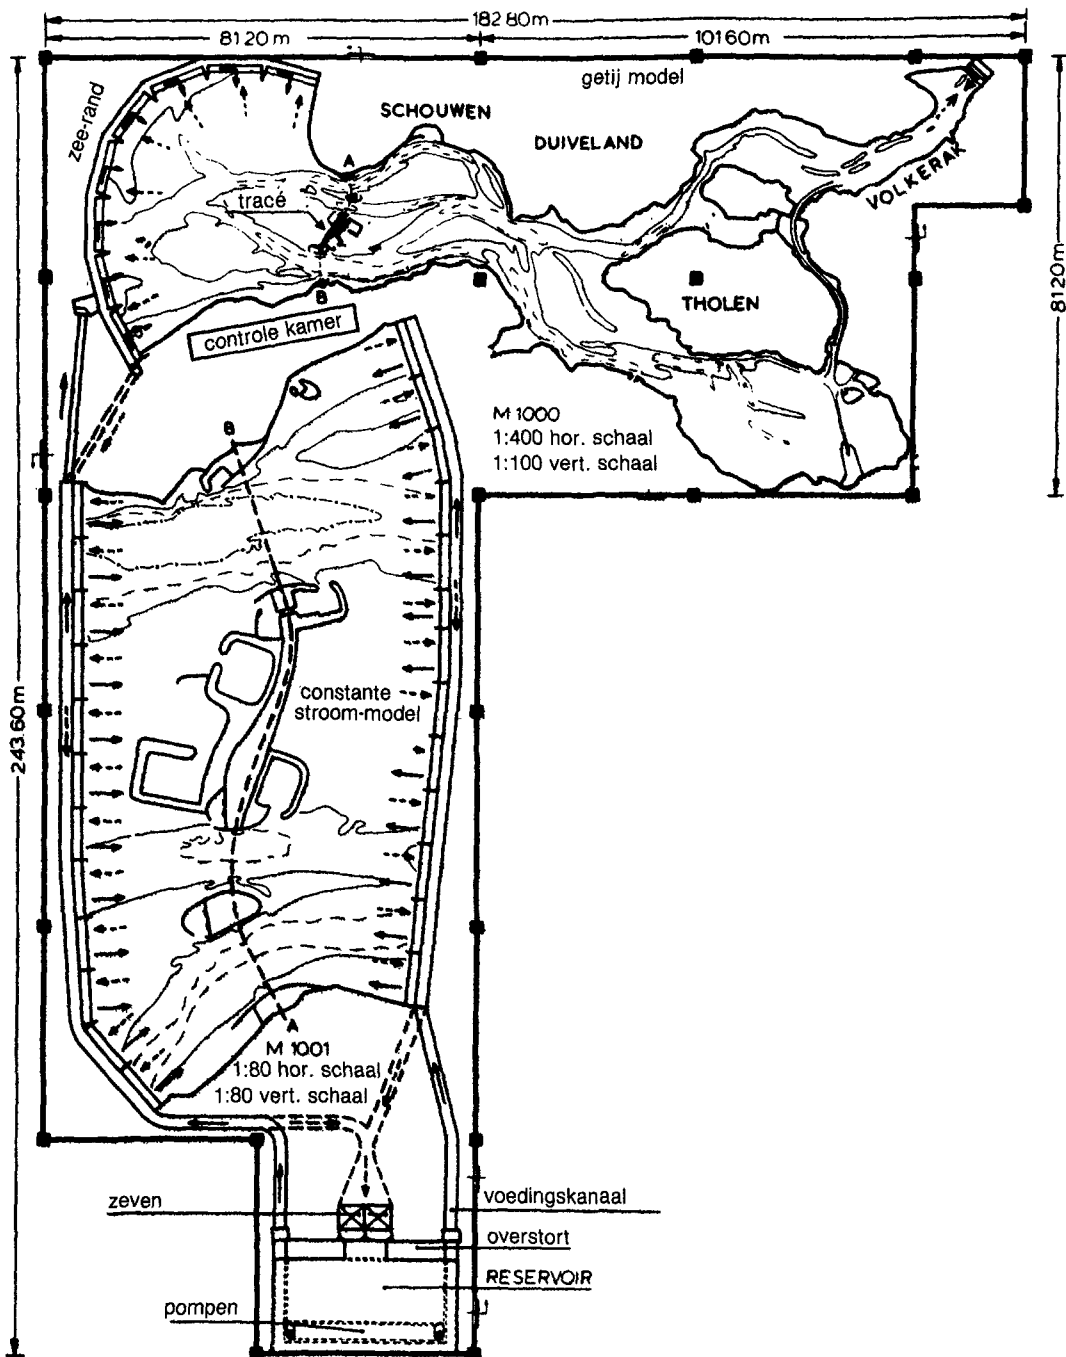 182.80m
81.20m
101.60m
getij model
zee-rand
SCHOUWEN
DUIVELAND
A
VOLKERAK
tracé
B
THOLEN
81.20m
controle kamer
M 1000
1:400 hor. schaal
1:100 vert. schaal
B
243.60m
constante
stroom-model
A
M 1001
1:80 hor. schaal
1:80 vert. schaal
zeven
voedingskanaal
overstort
RESERVOIR
pompen